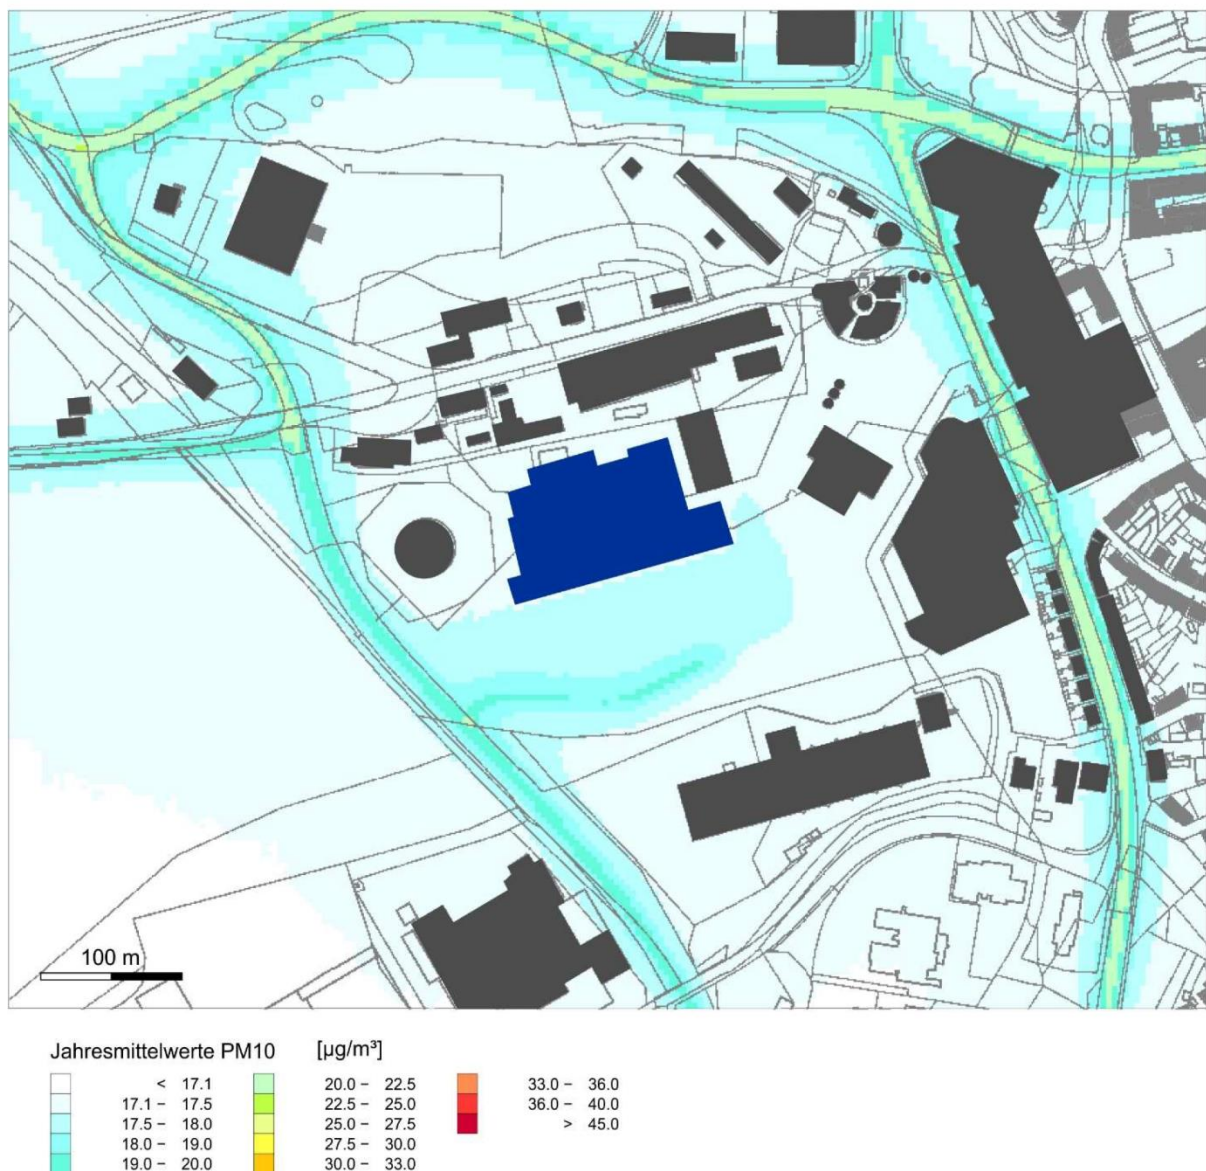 100 m
Jahresmittelwerte PM10 [µg/m³]
< 17.1
17.1 – 17.5
17.5 – 18.0
18.0 – 19.0
19.0 – 20.0
20.0 – 22.5
22.5 – 25.0
25.0 – 27.5
27.5 – 30.0
30.0 – 33.0
33.0 – 36.0
36.0 – 40.0
> 45.0